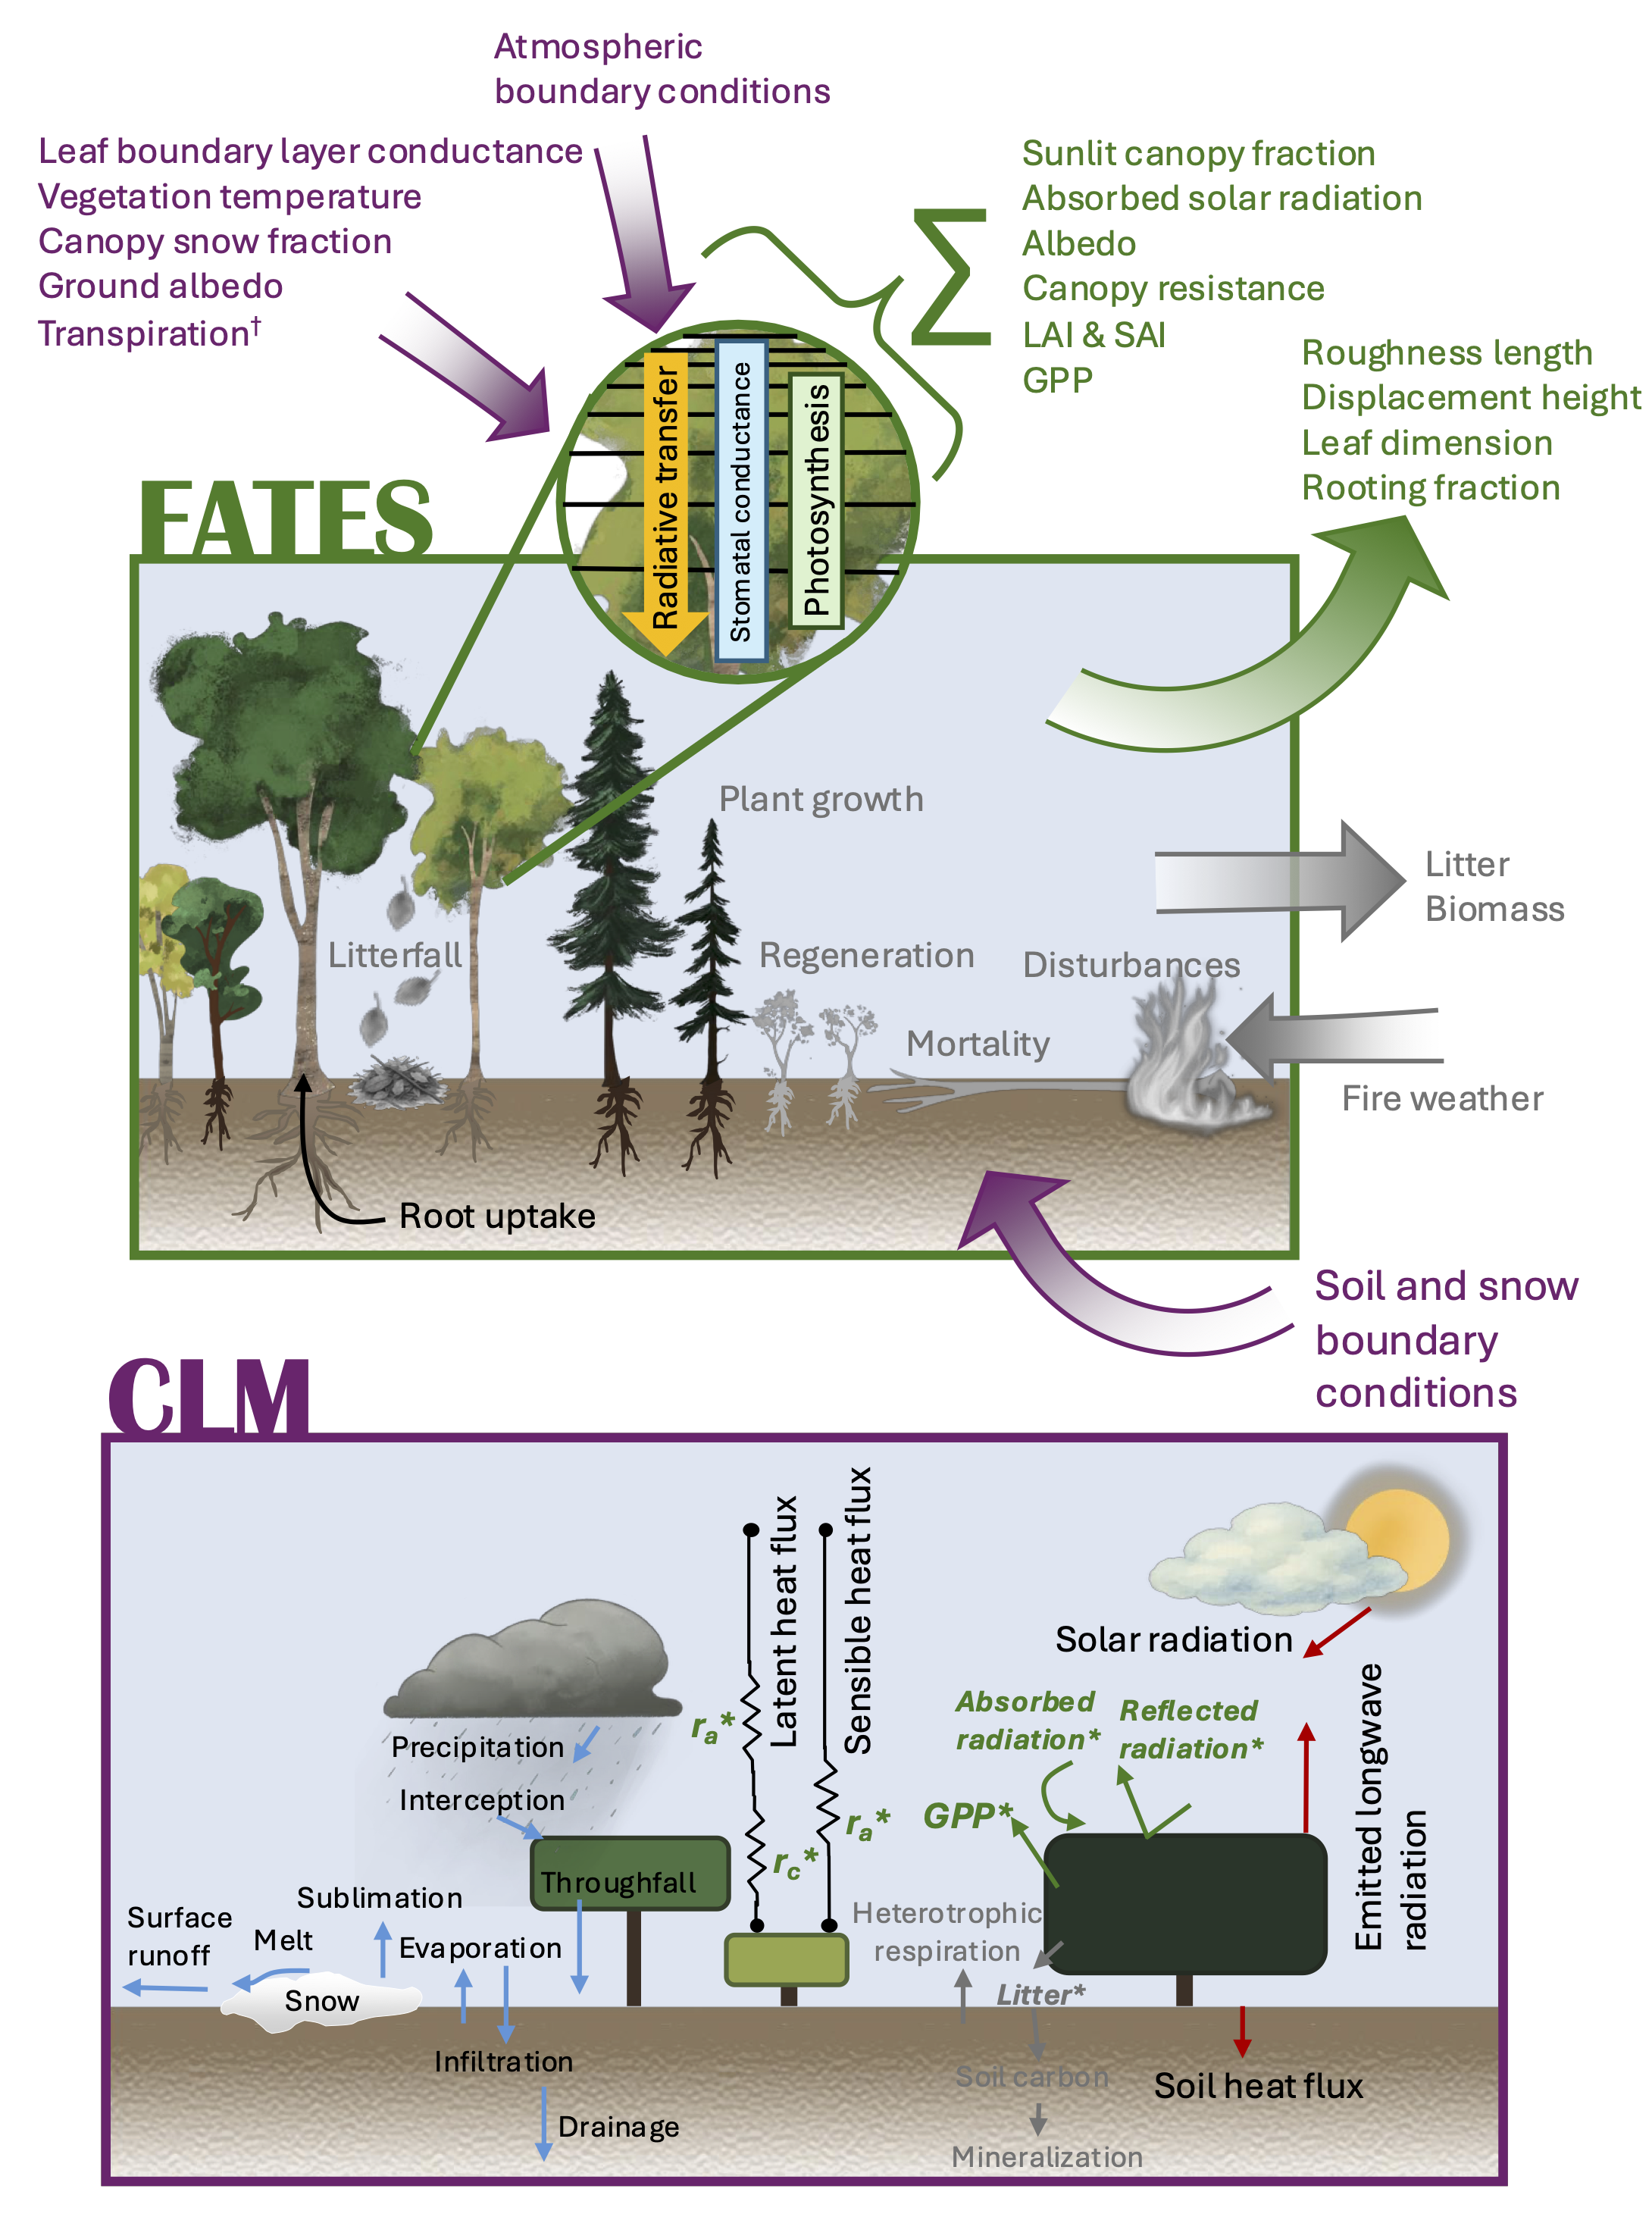 Atmospheric
boundary conditions
Leaf boundary layer conductance
Vegetation temperature
Canopy snow fraction
Ground albedo
Transpiration†
∑
Sunlit canopy fraction
Absorbed solar radiation
Albedo
Canopy resistance
LAI & SAI
GPP
Roughness length
Displacement height
Leaf dimension
Rooting fraction
Radiative transfer
Stomatal conductance
Photosynthesis
FATES
Plant growth
Litter
Biomass
Litterfall
Regeneration
Disturbances
Mortality
Fire weather
Root uptake
Soil and snow
boundary
conditions
CLM
Latent heat flux
Sensible heat flux
Solar radiation
Emitted longwave
radiation
Absorbed
radiation*
Reflected
radiation*
Precipitation
Interception
ra*
rc*
ra*
GPP*
Throughfall
Sublimation
Surface
runoff
Melt
Evaporation
Snow
Heterotrophic
respiration
Litter*
Infiltration
Soil carbon
Soil heat flux
Drainage
Mineralization